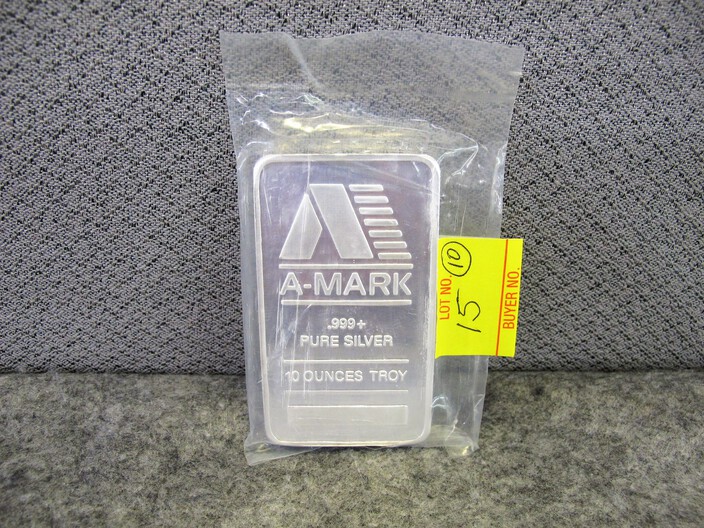 A-MARK
.999+
PURE SILVER
10 OUNCES TROY
LOT NO. 10
15
BUYER NO.